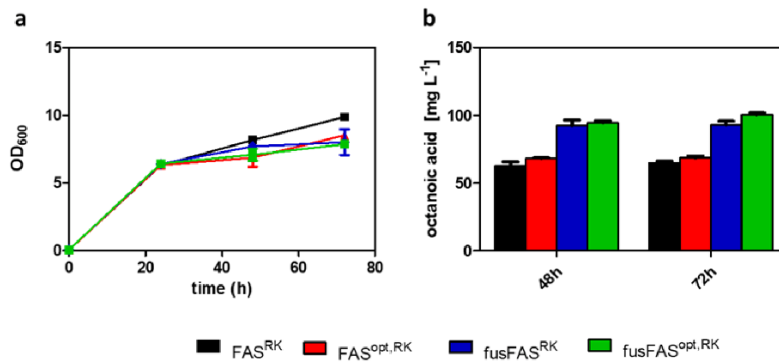 a
15
10
5
0
OD600
0 20 40 60 80
time (h)
b
150
100
50
0
octanoic acid [mg L-1]
48h 72h
FASRK FASopt,RK fusFASRK fusFASopt,RK